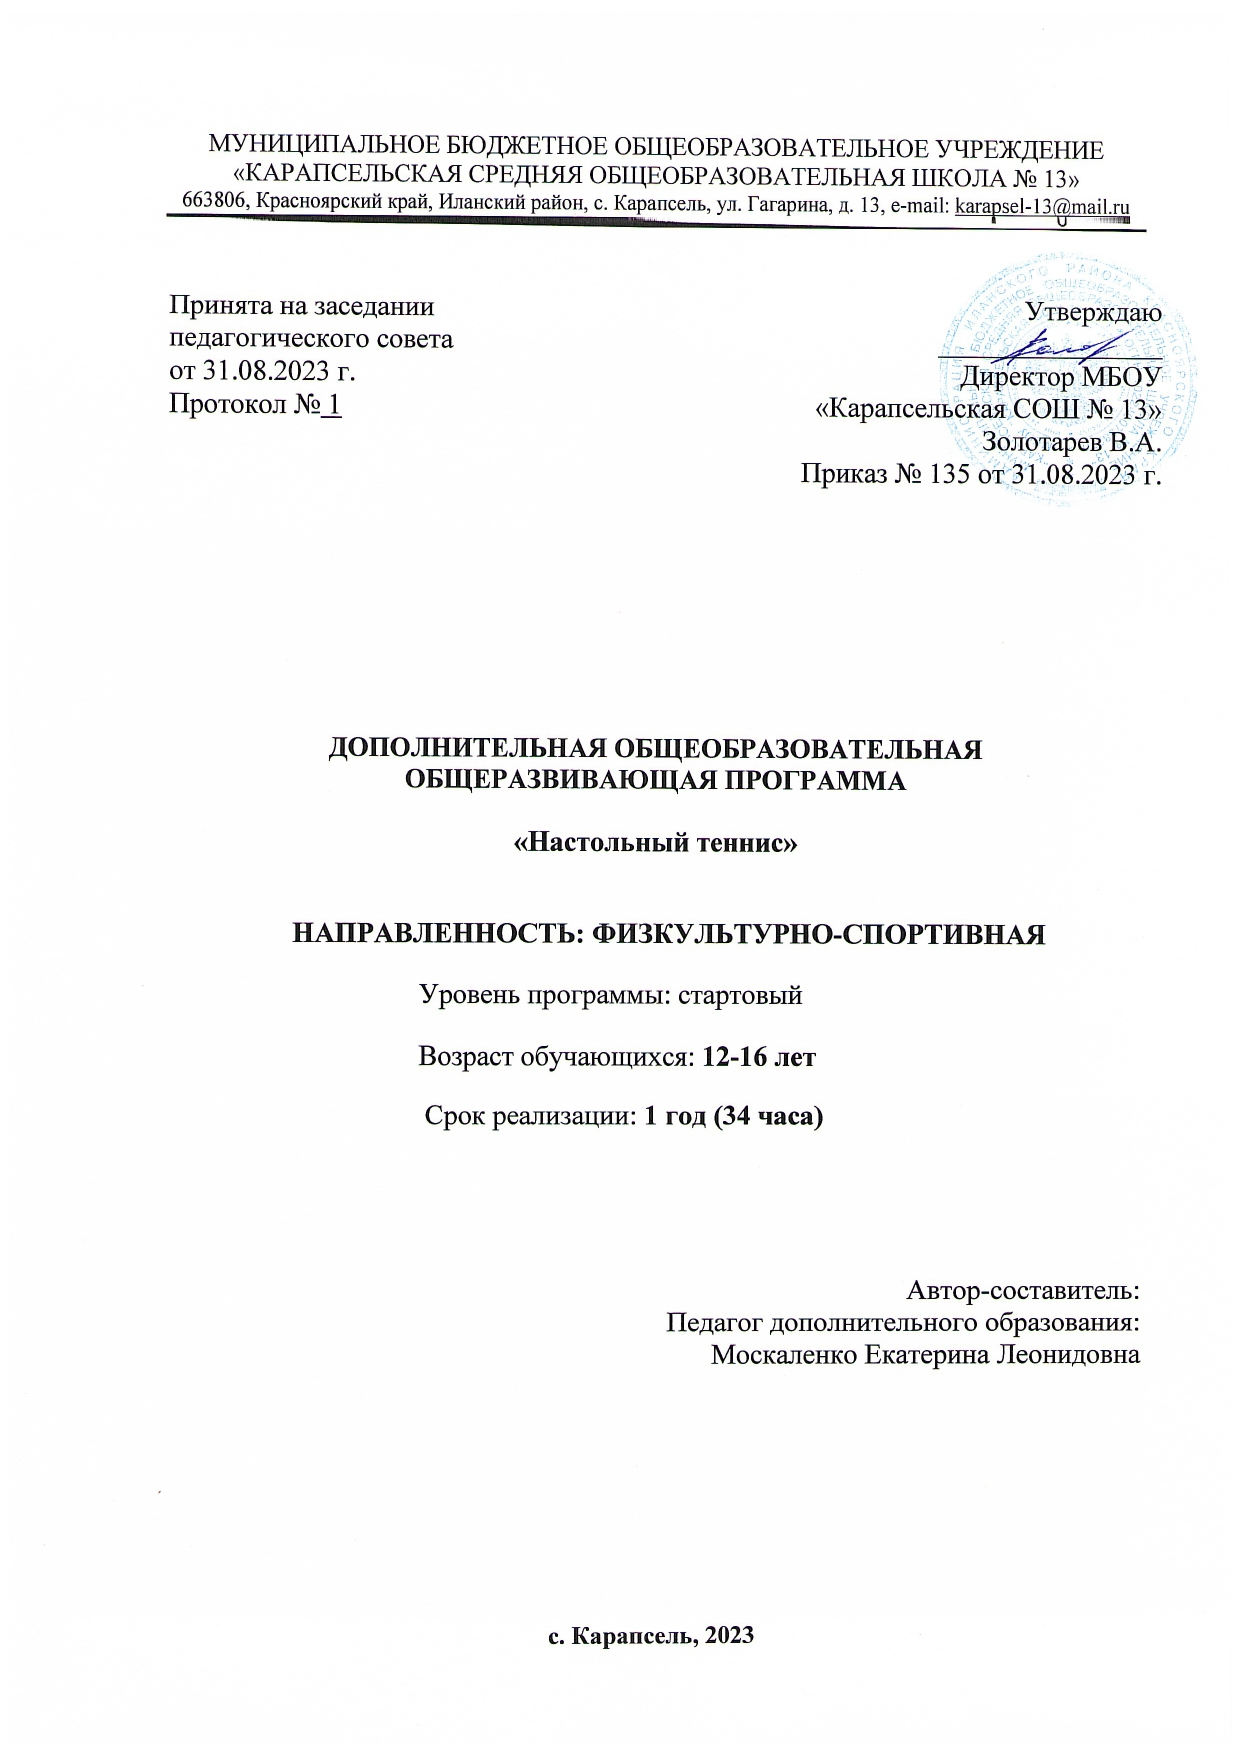 МУНИЦИПАЛЬНОЕ БЮДЖЕТНОЕ ОБЩЕОБРАЗОВАТЕЛЬНОЕ УЧРЕЖДЕНИЕ
«КАРАПСЕЛЬСКАЯ СРЕДНЯЯ ОБЩЕОБРАЗОВАТЕЛЬНАЯ ШКОЛА № 13»
663806, Красноярский край, Иланский район, с. Карапсель, ул. Гагарина, д. 13, e-mail: karapsel-13@mail.ru
Принята на заседании
педагогического совета
от 31.08.2023 г.
Протокол № 1
Утверждаю
Директор МБОУ
«Карапсельская СОШ № 13»
Золотарев В.А.
Приказ № 135 от 31.08.2023 г.
ДОПОЛНИТЕЛЬНАЯ ОБЩЕОБРАЗОВАТЕЛЬНАЯ
ОБЩЕРАЗВИВАЮЩАЯ ПРОГРАММА
«Настольный теннис»
НАПРАВЛЕННОСТЬ: ФИЗКУЛЬТУРНО-СПОРТИВНАЯ
Уровень программы: стартовый
Возраст обучающихся: 12-16 лет
Срок реализации: 1 год (34 часа)
Автор-составитель:
Педагог дополнительного образования:
Москаленко Екатерина Леонидовна
с. Карапсель, 2023